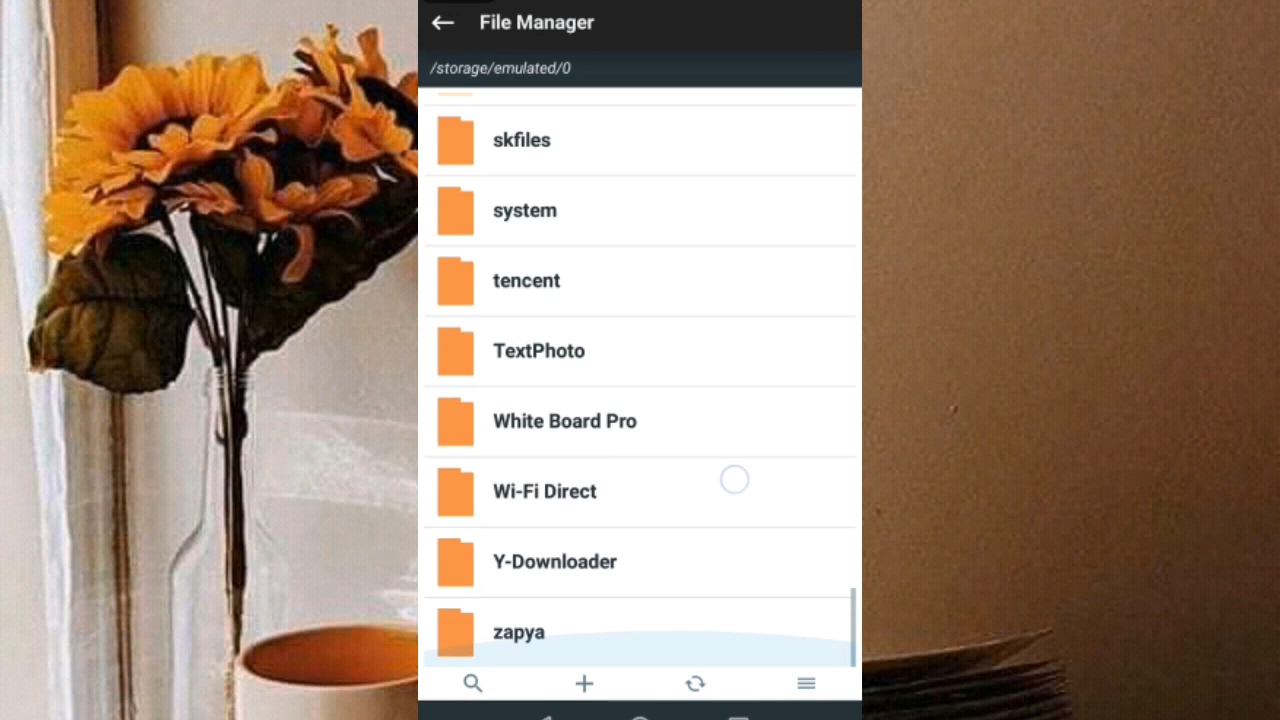 File Manager
/storage/emulated/0
skfiles
system
tencent
TextPhoto
White Board Pro
Wi-Fi Direct
Y-Downloader
zapya